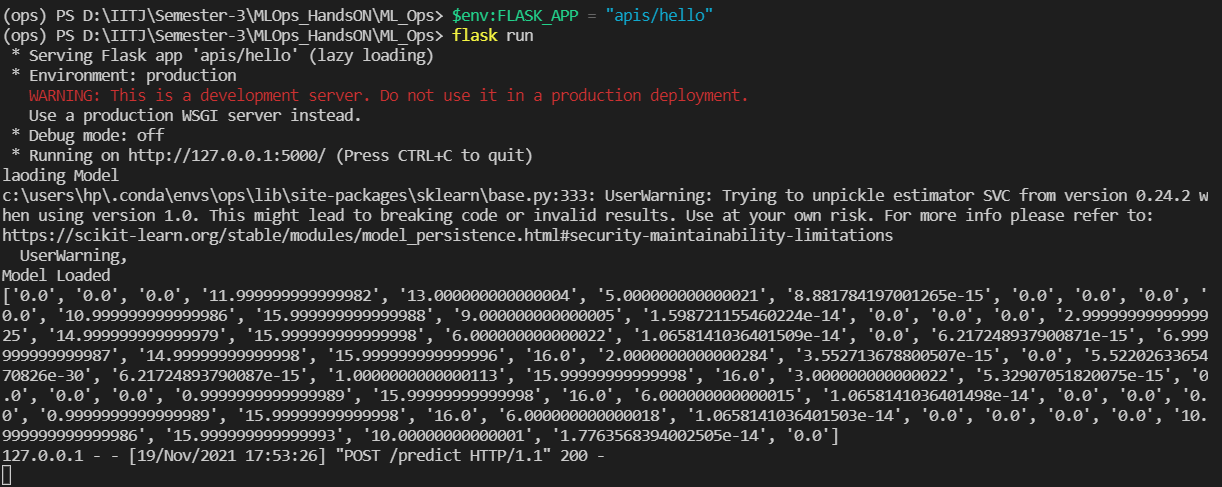 (ops) PS D:\IITJ\Semester-3\MLOps_HandsON\ML_Ops> $env:FLASK_APP = "apis/hello"
(ops) PS D:\IITJ\Semester-3\MLOps_HandsON\ML_Ops> flask run
* Serving Flask app 'apis/hello' (lazy loading)
* Environment: production
WARNING: This is a development server. Do not use it in a production deployment.
Use a production WSGI server instead.
* Debug mode: off
* Running on http://127.0.0.1:5000/ (Press CTRL+C to quit)
laoding Model
c:\users\hp\.conda\envs\ops\lib\site-packages\sklearn\base.py:333: UserWarning: Trying to unpickle estimator SVC from version 0.24.2 w
hen using version 1.0. This might lead to breaking code or invalid results. Use at your own risk. For more info please refer to:
https://scikit-learn.org/stable/modules/model_persistence.html#security-maintainability-limitations
UserWarning,
Model Loaded
['0.0', '0.0', '0.0', '11.999999999999982', '13.000000000000004', '5.000000000000021', '8.881784197001265e-15', '0.0', '0.0', '0.0', '
0.0', '10.999999999999986', '15.999999999999988', '9.000000000000005', '1.598721155460224e-14', '0.0', '0.0', '0.0', '2.99999999999999
25', '14.999999999999979', '15.999999999999998', '6.000000000000022', '1.0658141036401509e-14', '0.0', '6.217248937900871e-15', '6.999
9999999999987', '14.99999999999998', '15.999999999999996', '16.0', '2.0000000000000284', '3.552713678800507e-15', '0.0', '5.52202633654
70826e-30', '6.21724893790087e-15', '1.0000000000000113', '15.99999999999998', '16.0', '3.000000000000022', '5.32907051820075e-15', '0
.0', '0.0', '0.0', '0.9999999999999989', '15.99999999999998', '16.0', '6.000000000000015', '1.0658141036401498e-14', '0.0', '0.0', '0.
0', '0.9999999999999989', '15.99999999999998', '16.0', '6.000000000000018', '1.0658141036401503e-14', '0.0', '0.0', '0.0', '0.0', '10.
999999999999986', '15.999999999999993', '10.00000000000001', '1.7763568394002505e-14', '0.0']
127.0.0.1 - - [19/Nov/2021 17:53:26] "POST /predict HTTP/1.1" 200 -